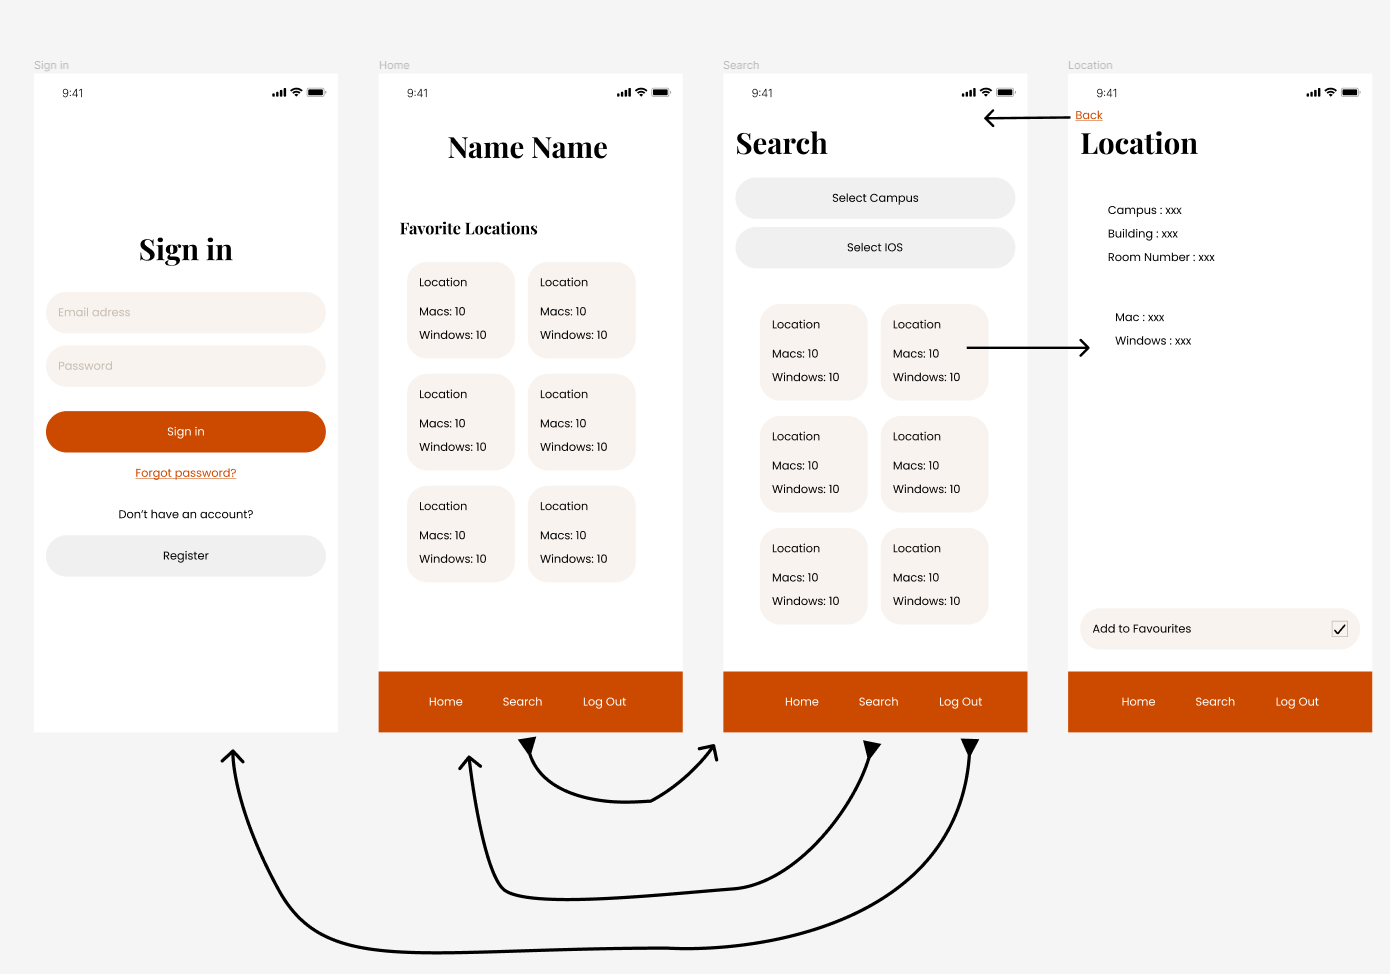 Sign in
9:41
Sign in
Email adress
Password
Sign in
Forgot password?
Don't have an account?
Register
Home
9:41
Name Name
Favorite Locations
Location
Macs: 10
Windows: 10
Location
Macs: 10
Windows: 10
Location
Macs: 10
Windows: 10
Location
Macs: 10
Windows: 10
Location
Macs: 10
Windows: 10
Location
Macs: 10
Windows: 10
Home Search Log Out
Search
9:41
Search
Select Campus
Select IOS
Location
Macs: 10
Windows: 10
Location
Macs: 10
Windows: 10
Location
Macs: 10
Windows: 10
Location
Macs: 10
Windows: 10
Location
Macs: 10
Windows: 10
Location
Macs: 10
Windows: 10
Home Search Log Out
Location
9:41
Back
Location
Campus : xxx
Building : xxx
Room Number : xxx
Mac : xxx
Windows : xxx
Add to Favourites
Home Search Log Out